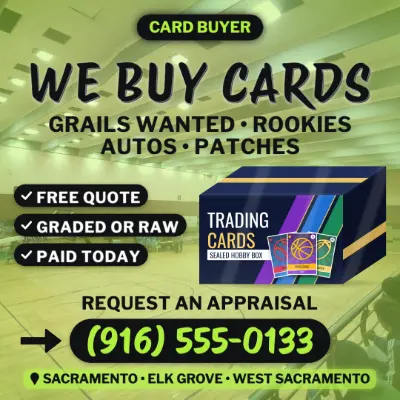 CARD BUYER
WE BUY CARDS
GRAILS WANTED • ROOKIES
AUTOS • PATCHES
✓ FREE QUOTE
✓ GRADED OR RAW
✓ PAID TODAY
TRADING
CARDS
SEALED HOBBY BOX
REQUEST AN APPRAISAL
(916) 555-0133
SACRAMENTO • ELK GROVE • WEST SACRAMENTO